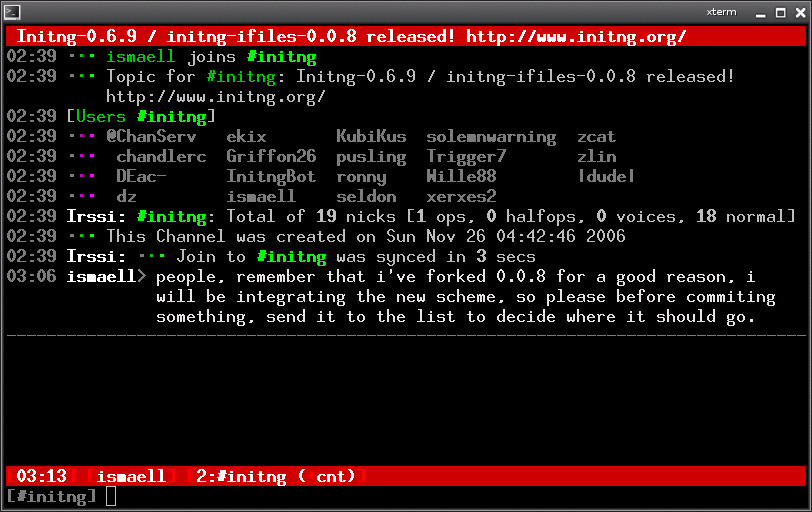 xterm
Initng-0.6.9 / initng-ifiles-0.0.8 released! http://www.initng.org/
02:39 ··· ismaell joins #initng
02:39 ··· Topic for #initng: Initng-0.6.9 / initng-ifiles-0.0.8 released!
http://www.initng.org/
02:39 [Users #initng]
02:39 ··· @ChanServ ekix KubiKus solemnwarning zcat
02:39 ··· chandlerc Griffon26 pusling Trigger7 zlin
02:39 ··· DEac- InitngBot ronny Wille88 |dude|
02:39 ··· dz ismaell seldon xerxes2
02:39 Irssi: #initng: Total of 19 nicks [1 ops, 0 halfops, 0 voices, 18 normal]
02:39 ··· This Channel was created on Sun Nov 26 04:42:46 2006
02:39 Irssi: ··· Join to #initng was synced in 3 secs
03:06 ismaell> people, remember that i've forked 0.0.8 for a good reason, i
will be integrating the new scheme, so please before commiting
something, send it to the list to decide where it should go.
[03:13] [ismaell] [2:#initng (+cnt)]
[#initng]